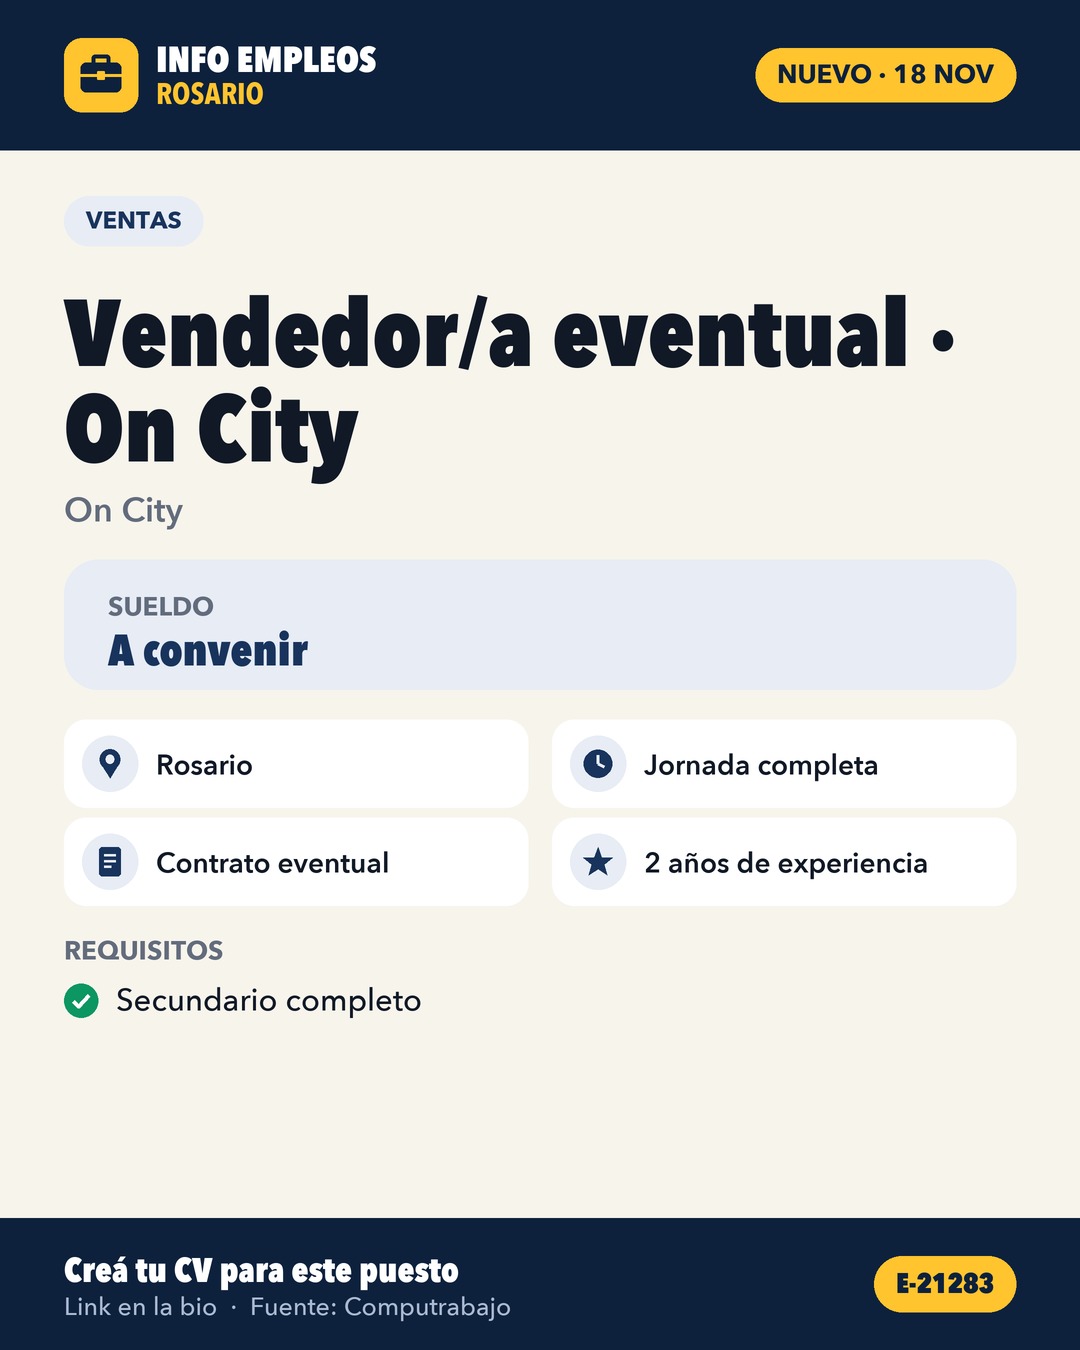 INFO EMPLEOS
ROSARIO
NUEVO · 18 NOV
VENTAS
Vendedor/a eventual ·
On City
On City
SUELDO
A convenir
Rosario
Jornada completa
Contrato eventual
2 años de experiencia
REQUISITOS
Secundario completo
Creá tu CV para este puesto
Link en la bio · Fuente: Computrabajo
E-21283